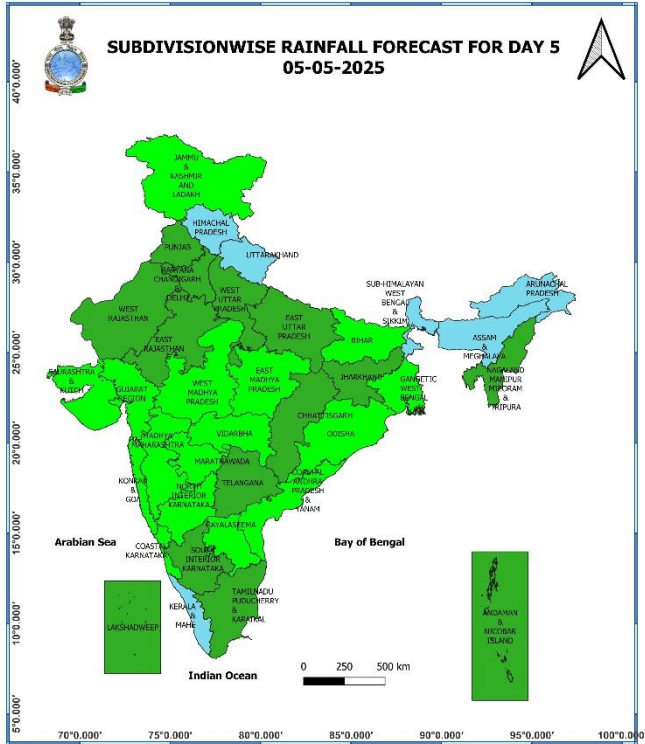 SUBDIVISIONWISE RAINFALL FORECAST FOR DAY 5
05-05-2025
40°0.000'
35°0.000'
30°0.000'
25°0.000'
20°0.000'
15°0.000'
10°0.000'
5°0.000'
JAMMU
&
KASHMIR
AND
LADAKH
HIMACHAL
PRADESH
PUNJAB
UTTARAKHAND
HARYANA
CHANDIGARH
&
DELHI
WEST
UTTAR
PRADESH
WEST
RAJASTHAN
EAST
RAJASTHAN
EAST
UTTAR
PRADESH
SUB-HIMALAYAN
WEST
BENGAL
&
SIKKIM
ARUNACHAL
PRADESH
ASSAM
&
MEGHALAYA
NAGALAND
MANIPUR
MIZORAM
&
TRIPURA
BIHAR
JHARKHAND
GANGETIC
WEST
BENGAL
SAURASHTRA
&
KUTCH
GUJARAT
REGION
WEST
MADHYA
PRADESH
EAST
MADHYA
PRADESH
CHHATTISGARH
ODISHA
MADHYA
MAHARASHTRA
VIDARBHA
MARATHWADA
KONKAN
&
GOA
NORTH
INTERIOR
KARNATAKA
TELANGANA
COASTAL
ANDHRA
PRADESH
&
YANAM
RAYALASEEMA
Arabian Sea
Bay of Bengal
COASTAL
KARNATAKA
SOUTH
INTERIOR
KARNATAKA
KERALA
&
MAHE
TAMILNADU
PUDUCHERRY
&
KARAIKAL
LAKSHADWEEP
ANDAMAN
&
NICOBAR
ISLAND
Indian Ocean
0 250 500 km
70°0.000' 75°0.000' 80°0.000' 85°0.000' 90°0.000' 95°0.000' 100°0.000'